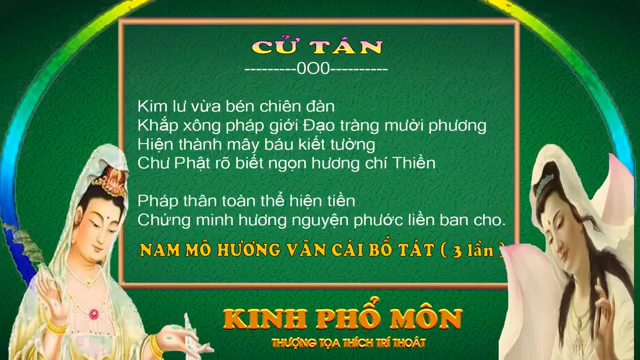 CỬ TÁN
---------0O0----------
Kim lư vừa bén chiên đàn
Khắp xông pháp giới Đạo tràng mười phương
Hiện thành mây báu kiết tường
Chư Phật rõ biết ngọn hương chí Thiền
Pháp thân toàn thể hiện tiền
Chứng minh hương nguyện phước liền ban cho.
NAM MÔ HƯƠNG VÂN CÁI BỒ TÁT ( 3 lần )
KINH PHỔ MÔN
THƯỢNG TỌA THÍCH TRÍ THOÁT